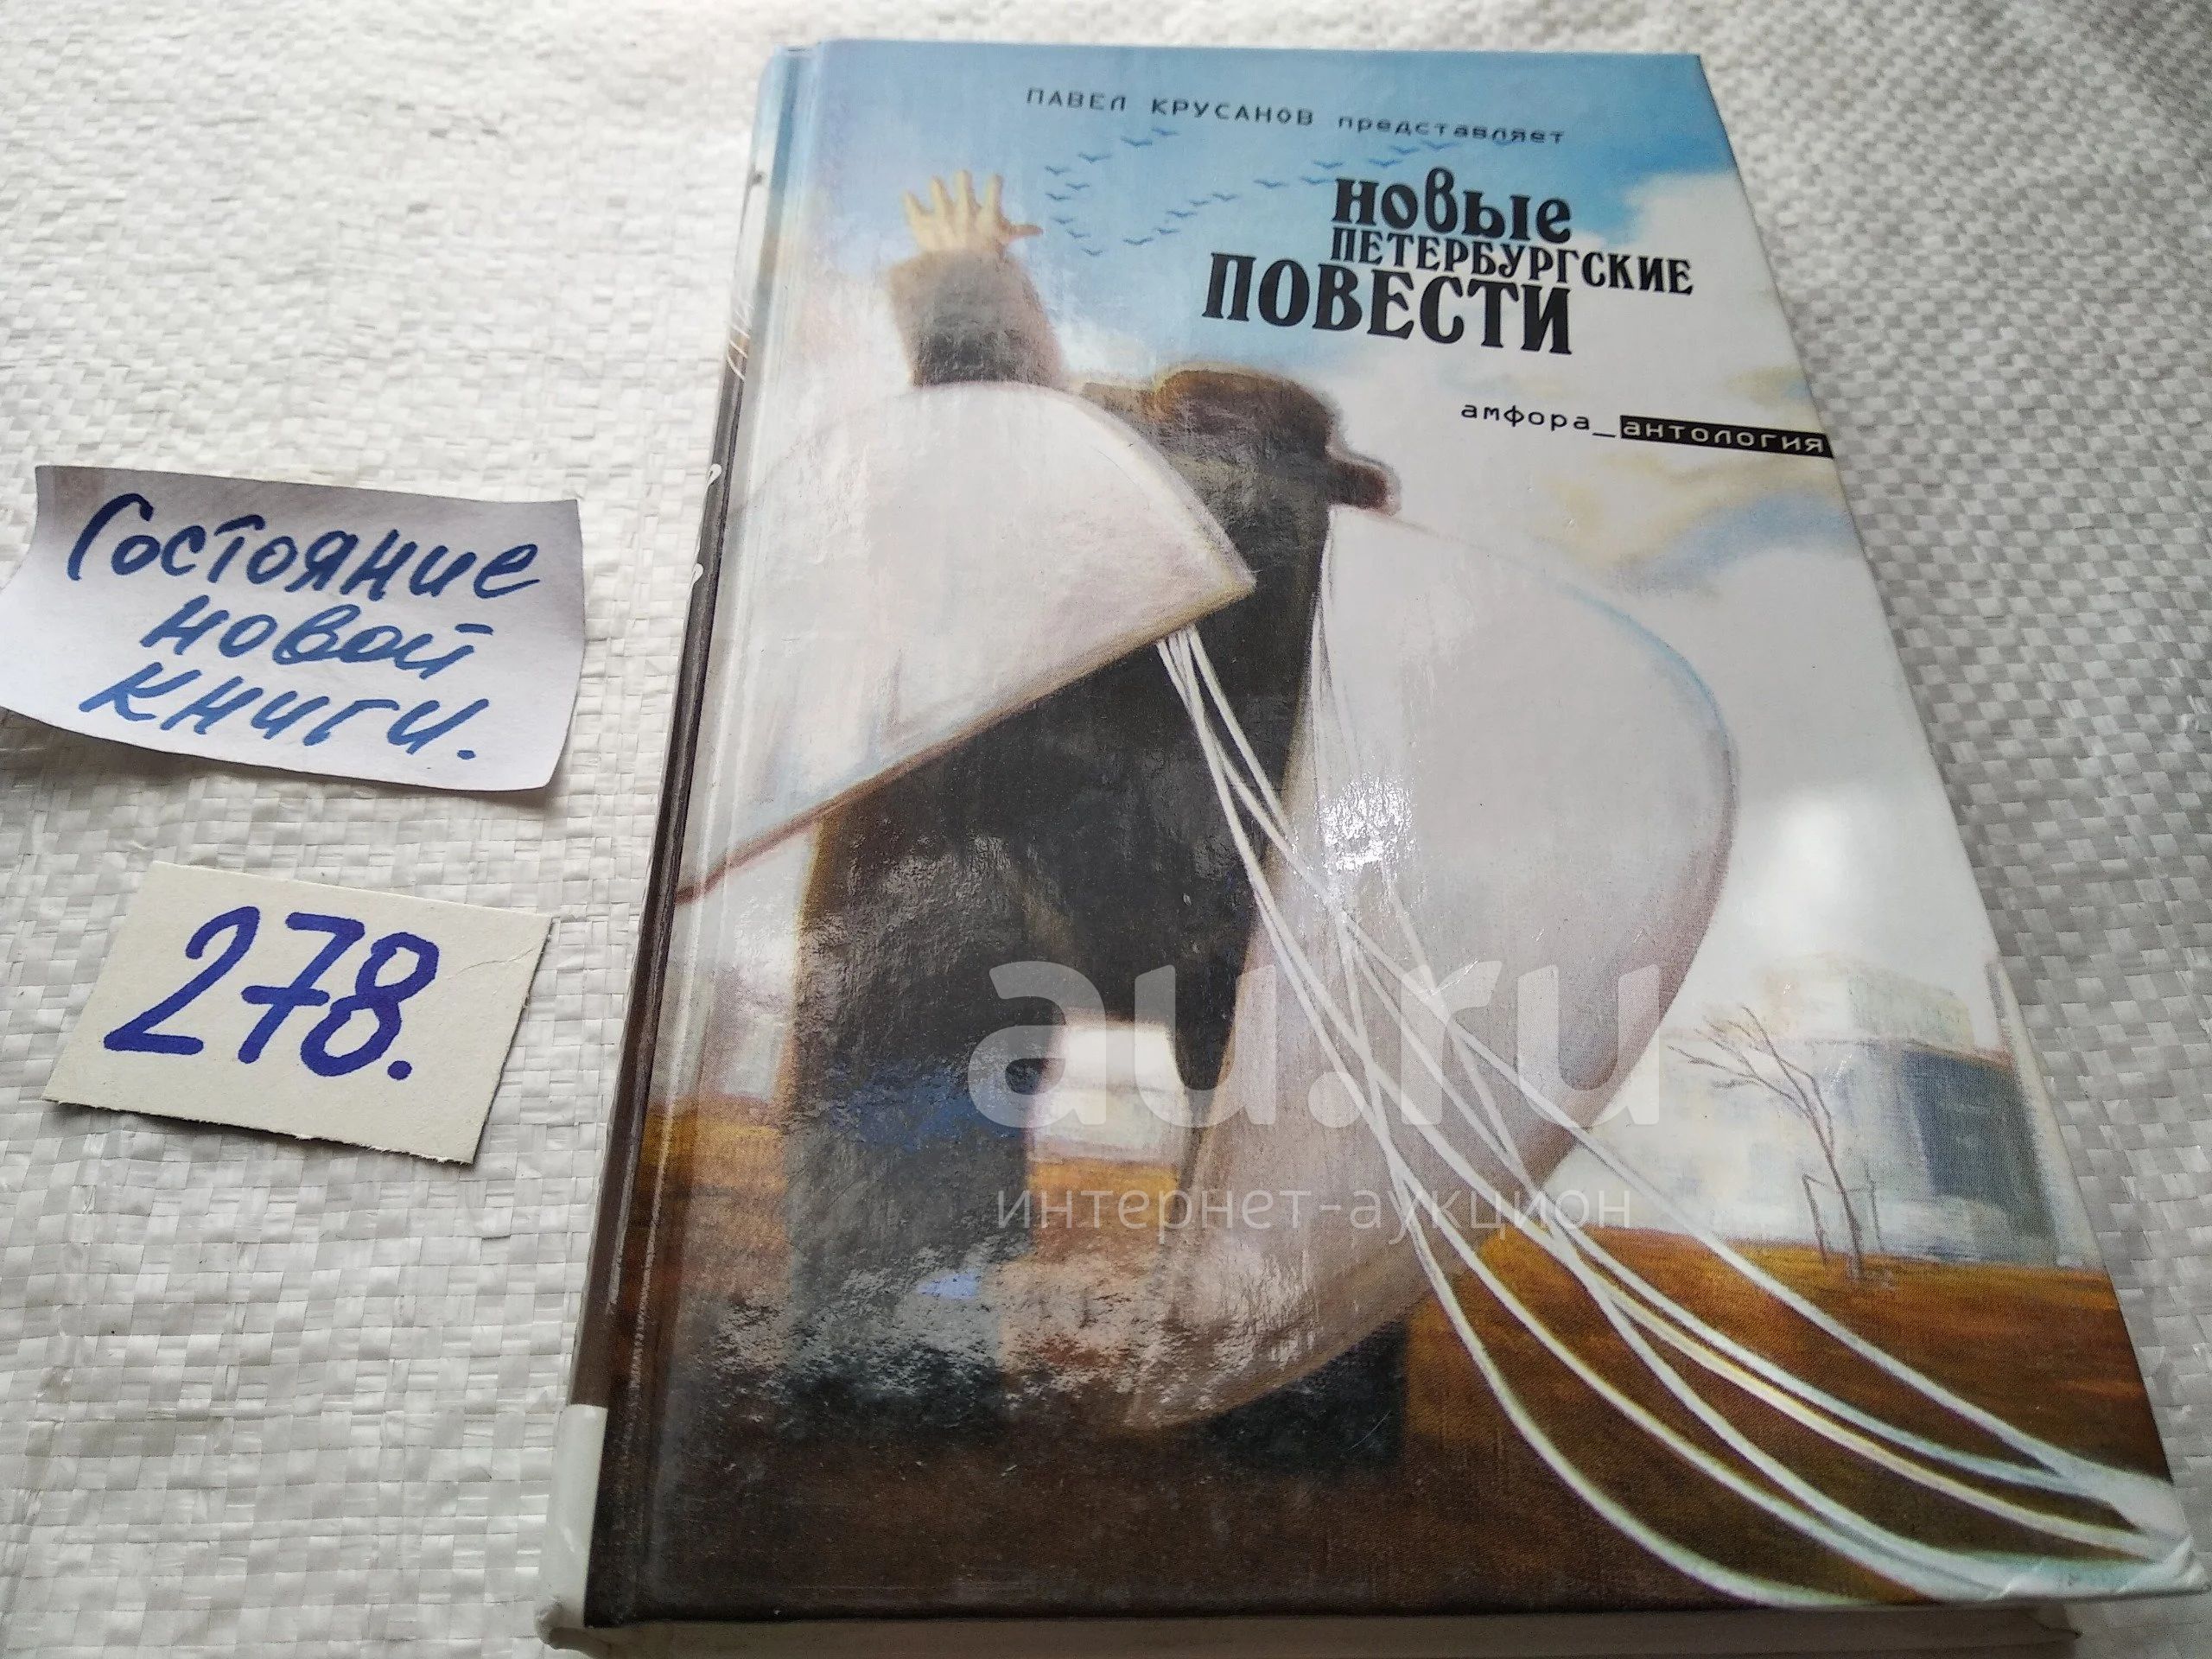 ПАВЕЛ КРУСАНОВ представляет
новые
ПЕТЕРБУРГСКИЕ
ПОВЕСТИ
амфора_антология
Состояние
новой
книги.
278.
au.ru
интернет-аукцион